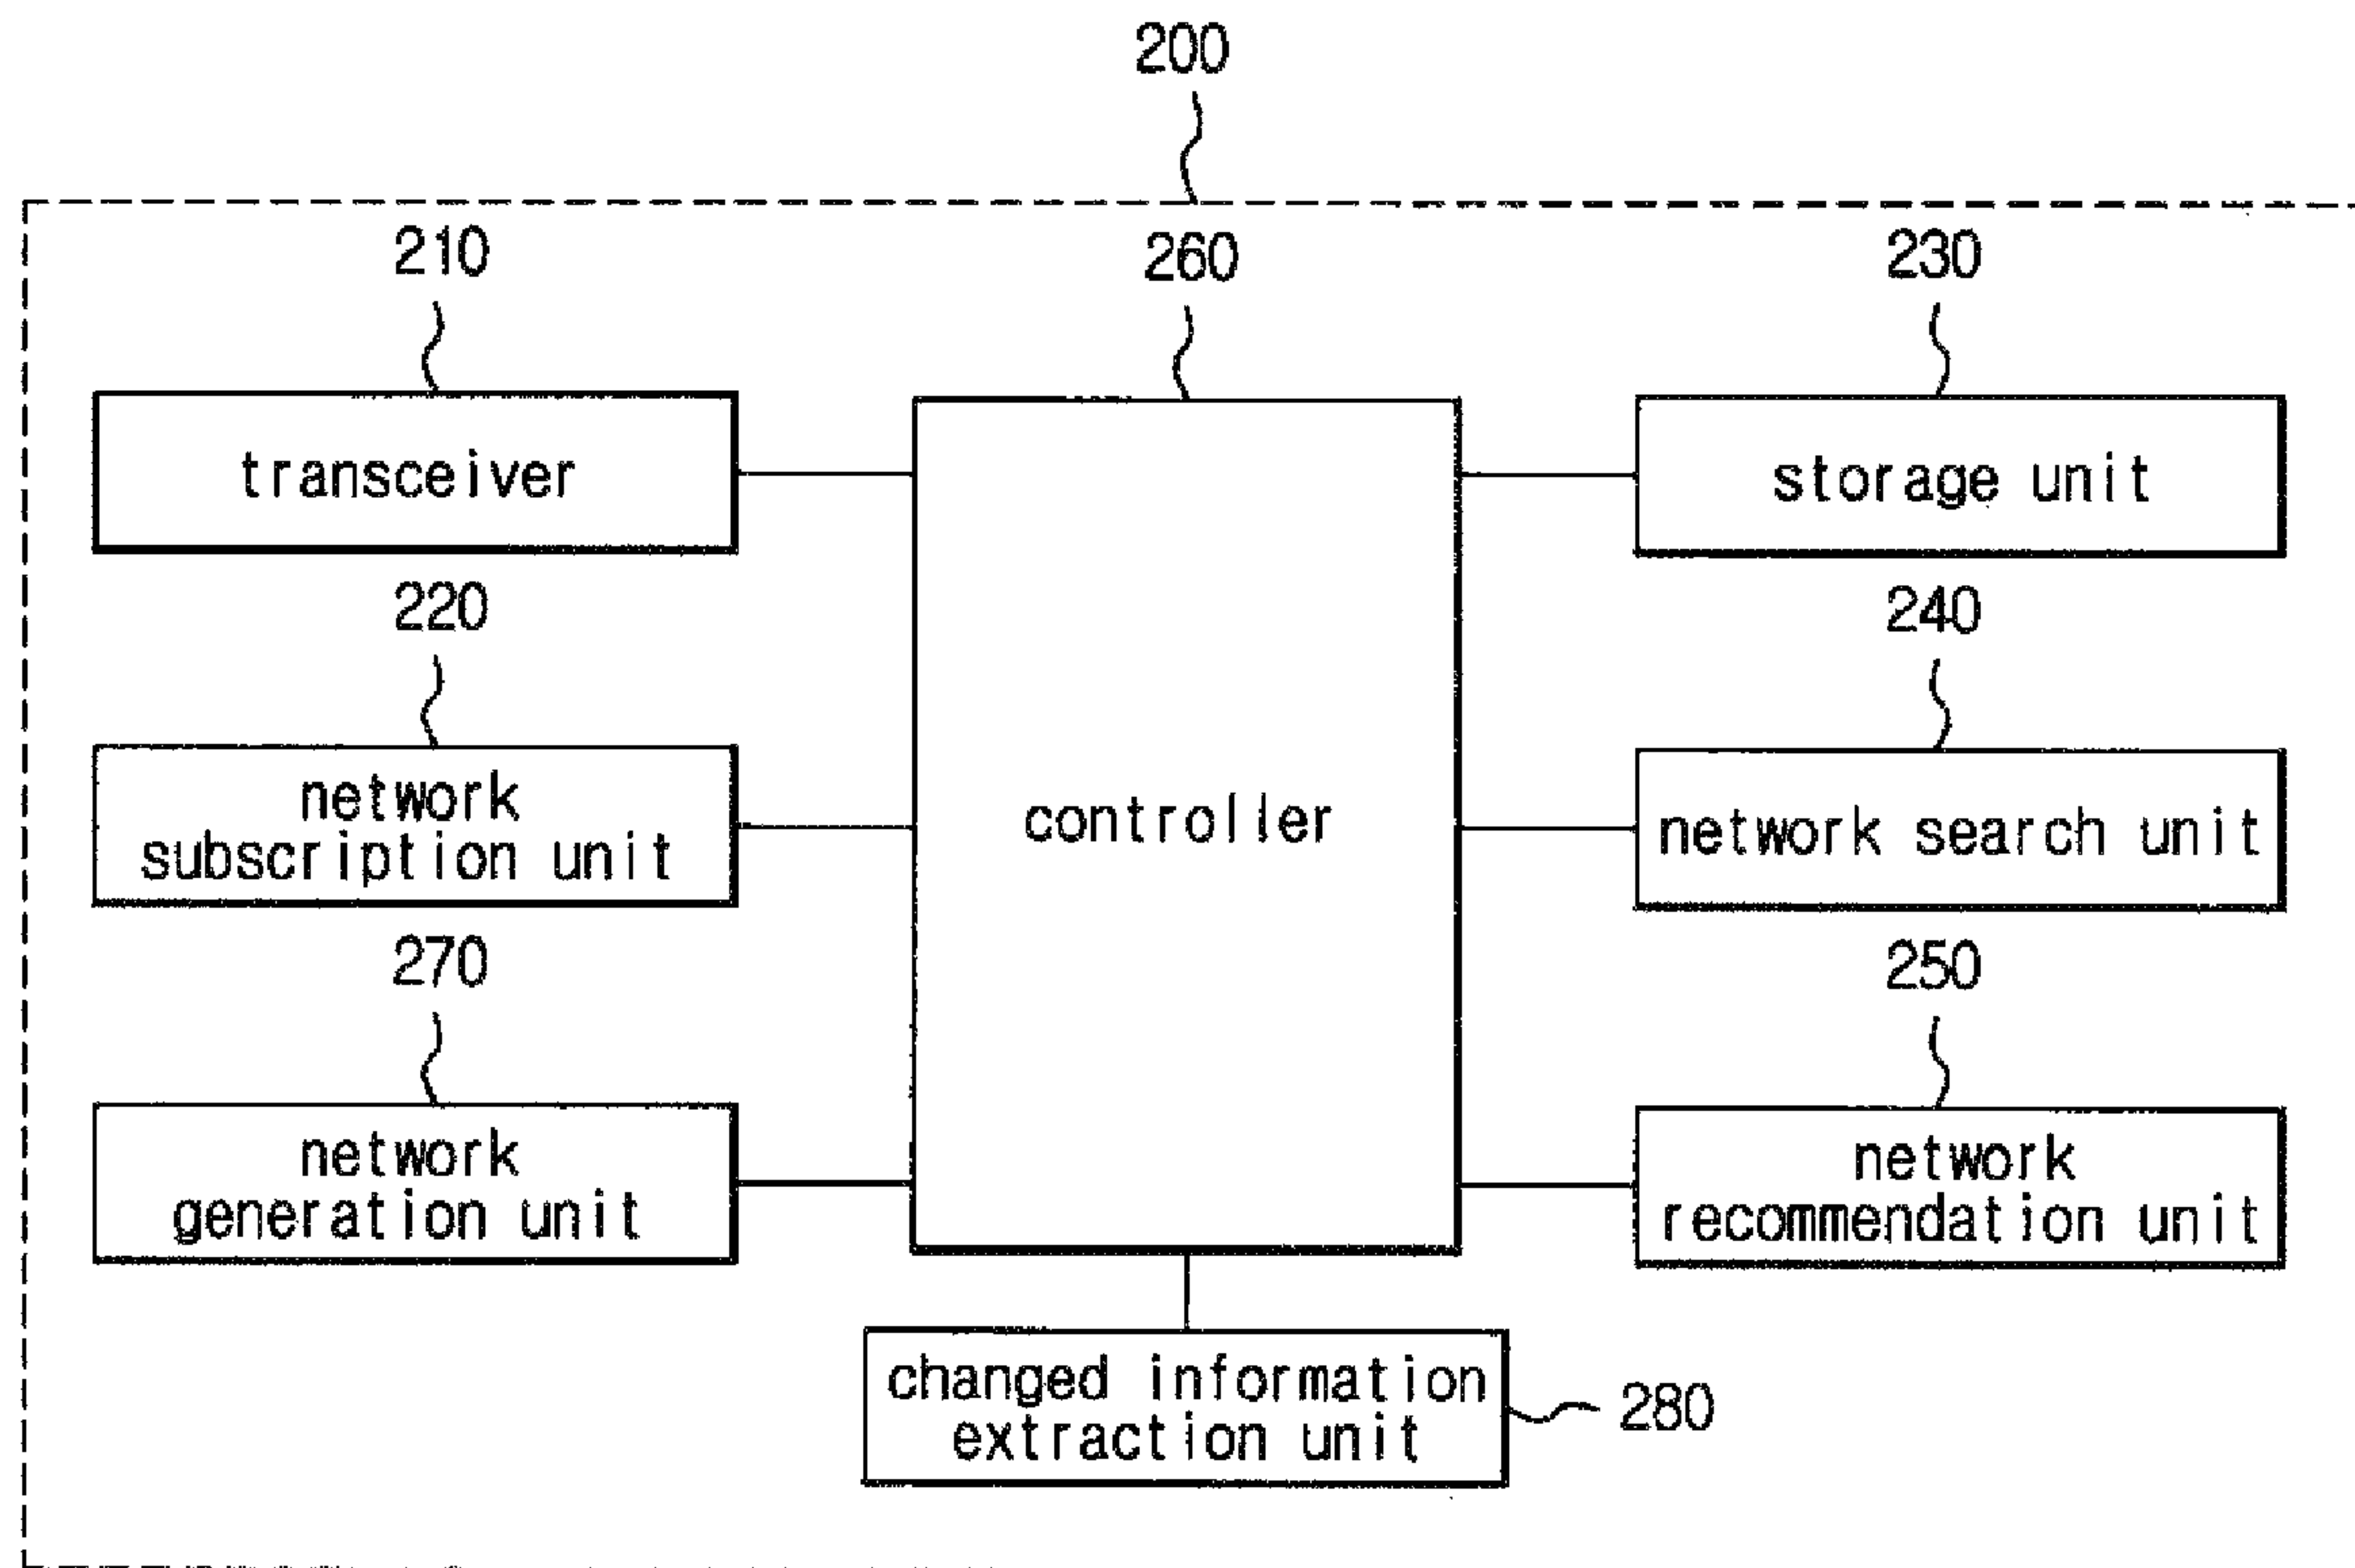 200
210
260
230
transceiver
storage unit
220
240
network
subscription unit
controller
network search unit
270
250
network
generation unit
network
recommendation unit
changed information
extraction unit
280